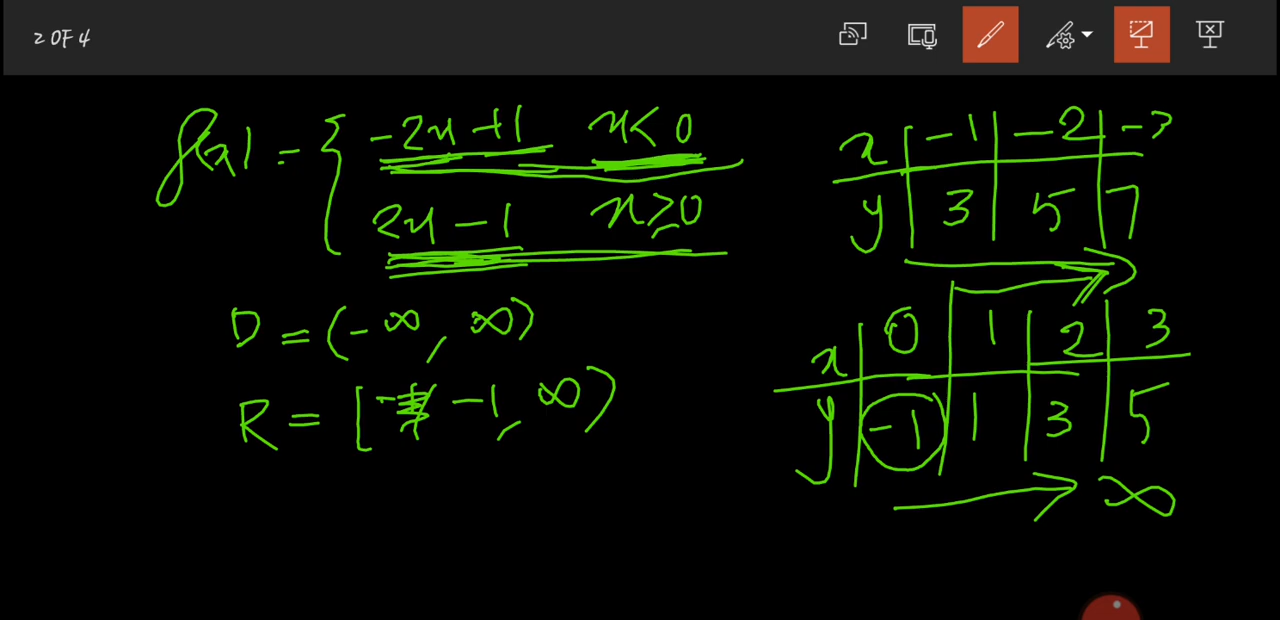 2 OF 4
f(x) = { -2x + 1 x < 0
2x - 1 x ≥ 0
D = (-∞, ∞)
R = [-1, ∞)
x | -1 | -2 | -3
y | 3 | 5 | 7
x | 0 | 1 | 2 | 3
y | -1 | 1 | 3 | 5
∞